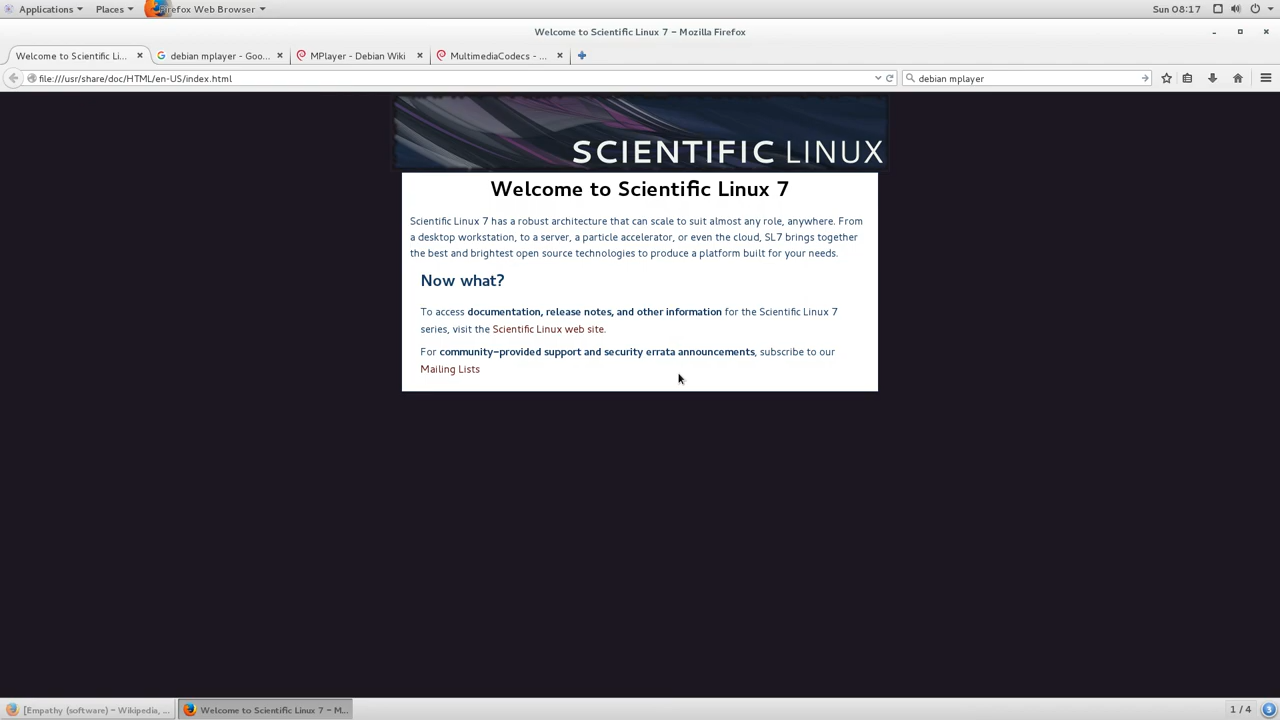 Applications Places Firefox Web Browser Sun 08:17
Welcome to Scientific Linux 7 – Mozilla Firefox
Welcome to Scientific Li... debian mplayer - Goo... MPlayer - Debian Wiki MultimediaCodecs - ...
file:///usr/share/doc/HTML/en-US/index.html debian mplayer
SCIENTIFIC LINUX
Welcome to Scientific Linux 7
Scientific Linux 7 has a robust architecture that can scale to suit almost any role, anywhere. From
a desktop workstation, to a server, a particle accelerator, or even the cloud, SL7 brings together
the best and brightest open source technologies to produce a platform built for your needs.
Now what?
To access documentation, release notes, and other information for the Scientific Linux 7
series, visit the Scientific Linux web site.
For community–provided support and security errata announcements, subscribe to our
Mailing Lists
[Empathy (software) – Wikipedia, ... Welcome to Scientific Linux 7 – M... 1 / 4 3